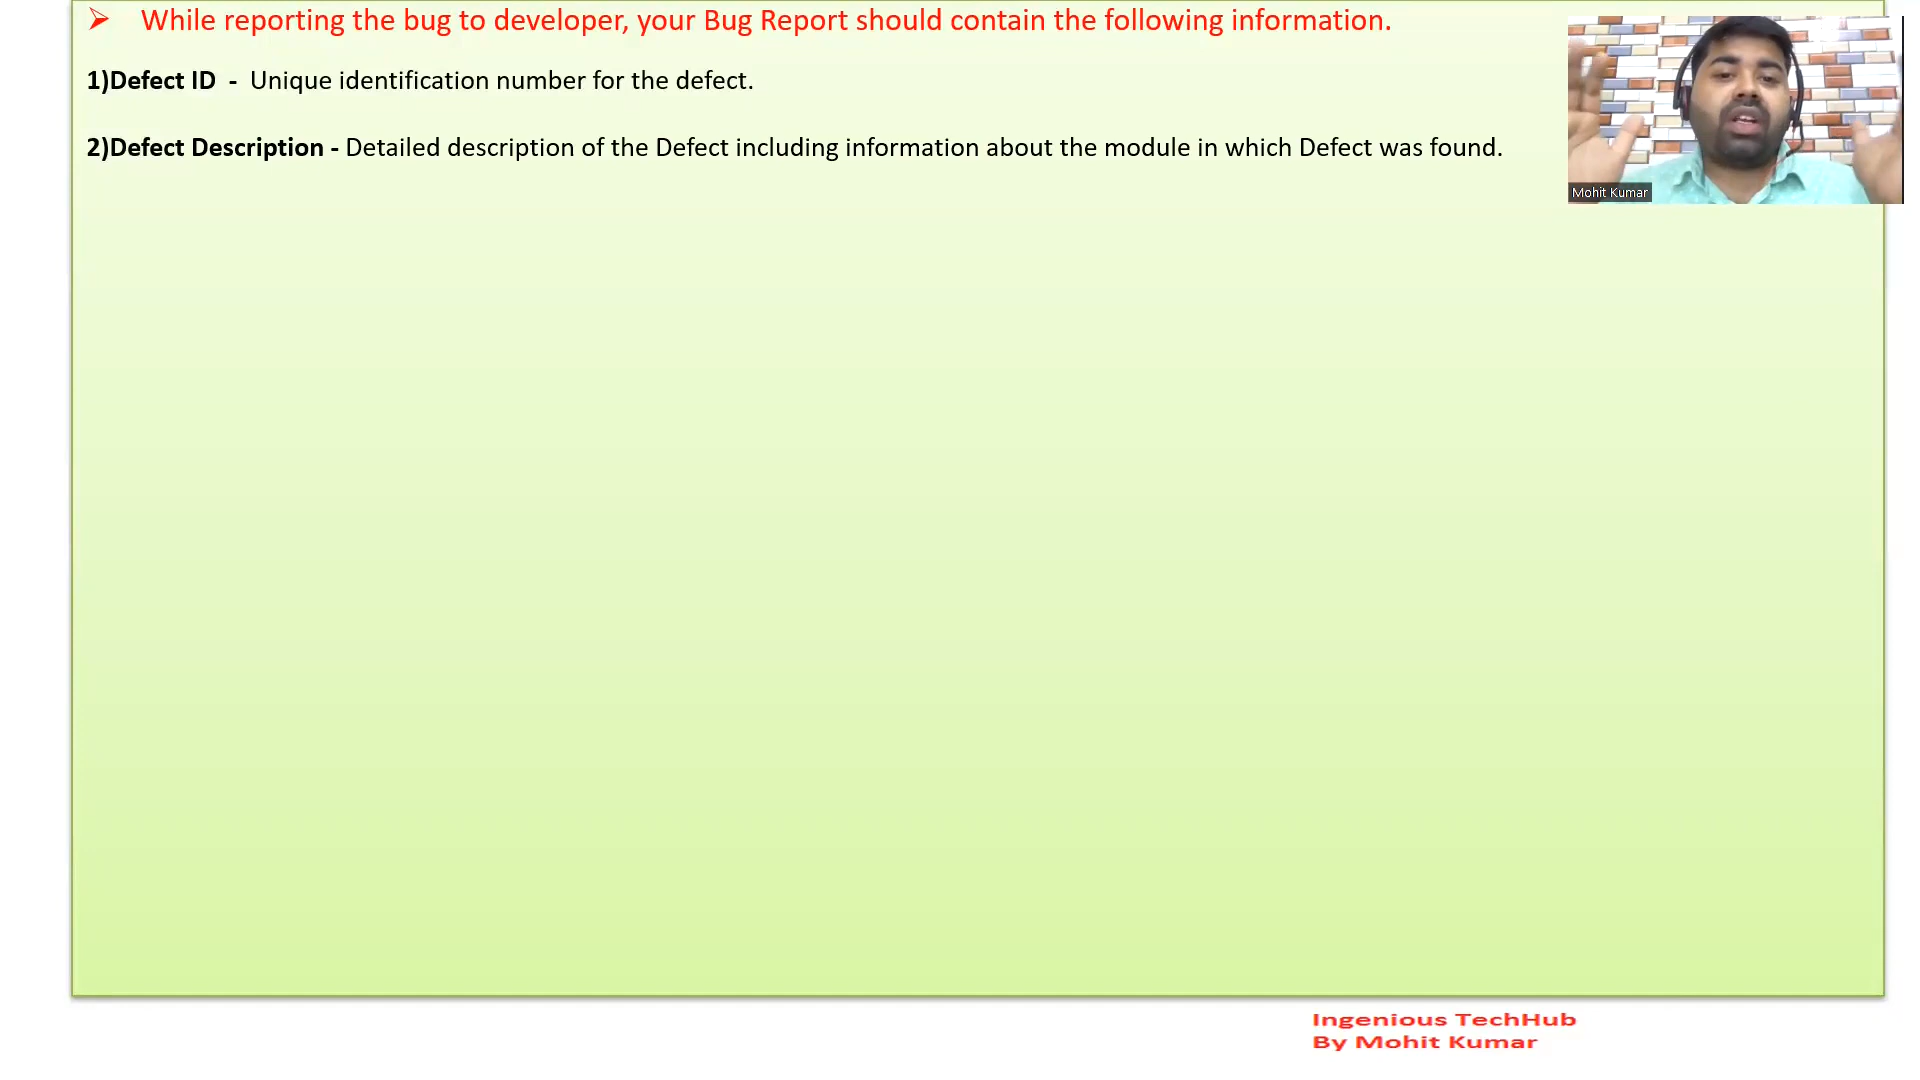 While reporting the bug to developer, your Bug Report should contain the following information.
1)Defect ID - Unique identification number for the defect.
2)Defect Description - Detailed description of the Defect including information about the module in which Defect was found.
Mohit Kumar
Ingenious TechHub
By Mohit Kumar